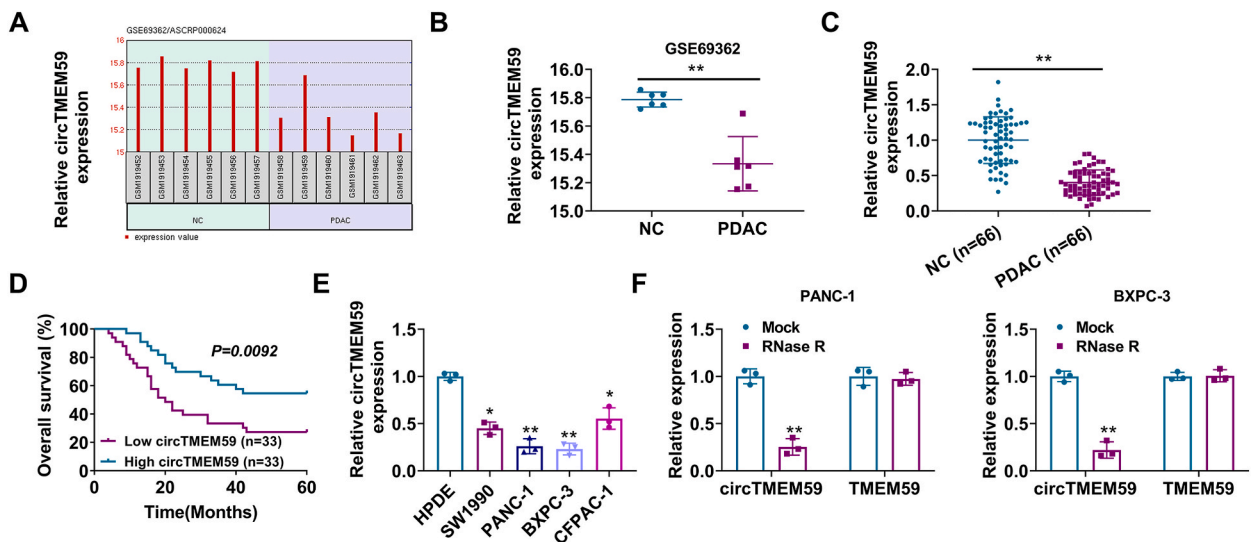 A
GSE69362/ASCRP000624
Relative circTMEM59
expression
16
15.8
15.6
15.4
15.2
15
GSM1919452
GSM1919453
GSM1919454
GSM1919455
GSM1919456
GSM1919457
GSM1919458
GSM1919459
GSM1919460
GSM1919461
GSM1919462
GSM1919463
NC
PDAC
expression value
B
GSE69362
Relative circTMEM59
expression
16.0
15.8
15.6
15.4
15.2
15.0
**
NC
PDAC
C
Relative circTMEM59
expression
2.0
1.5
1.0
0.5
0.0
**
NC (n=66)
PDAC (n=66)
D
Overall survival (%)
100
80
60
40
20
0
P=0.0092
Low circTMEM59 (n=33)
High circTMEM59 (n=33)
0
20
40
60
Time(Months)
E
Relative circTMEM59
expression
1.5
1.0
0.5
0.0
*
**
**
*
HPDE
SW1990
PANC-1
BXPC-3
CFPAC-1
F
PANC-1
Relative expression
1.5
1.0
0.5
0.0
Mock
RNase R
**
circTMEM59
TMEM59
BXPC-3
Relative expression
1.5
1.0
0.5
0.0
Mock
RNase R
**
circTMEM59
TMEM59